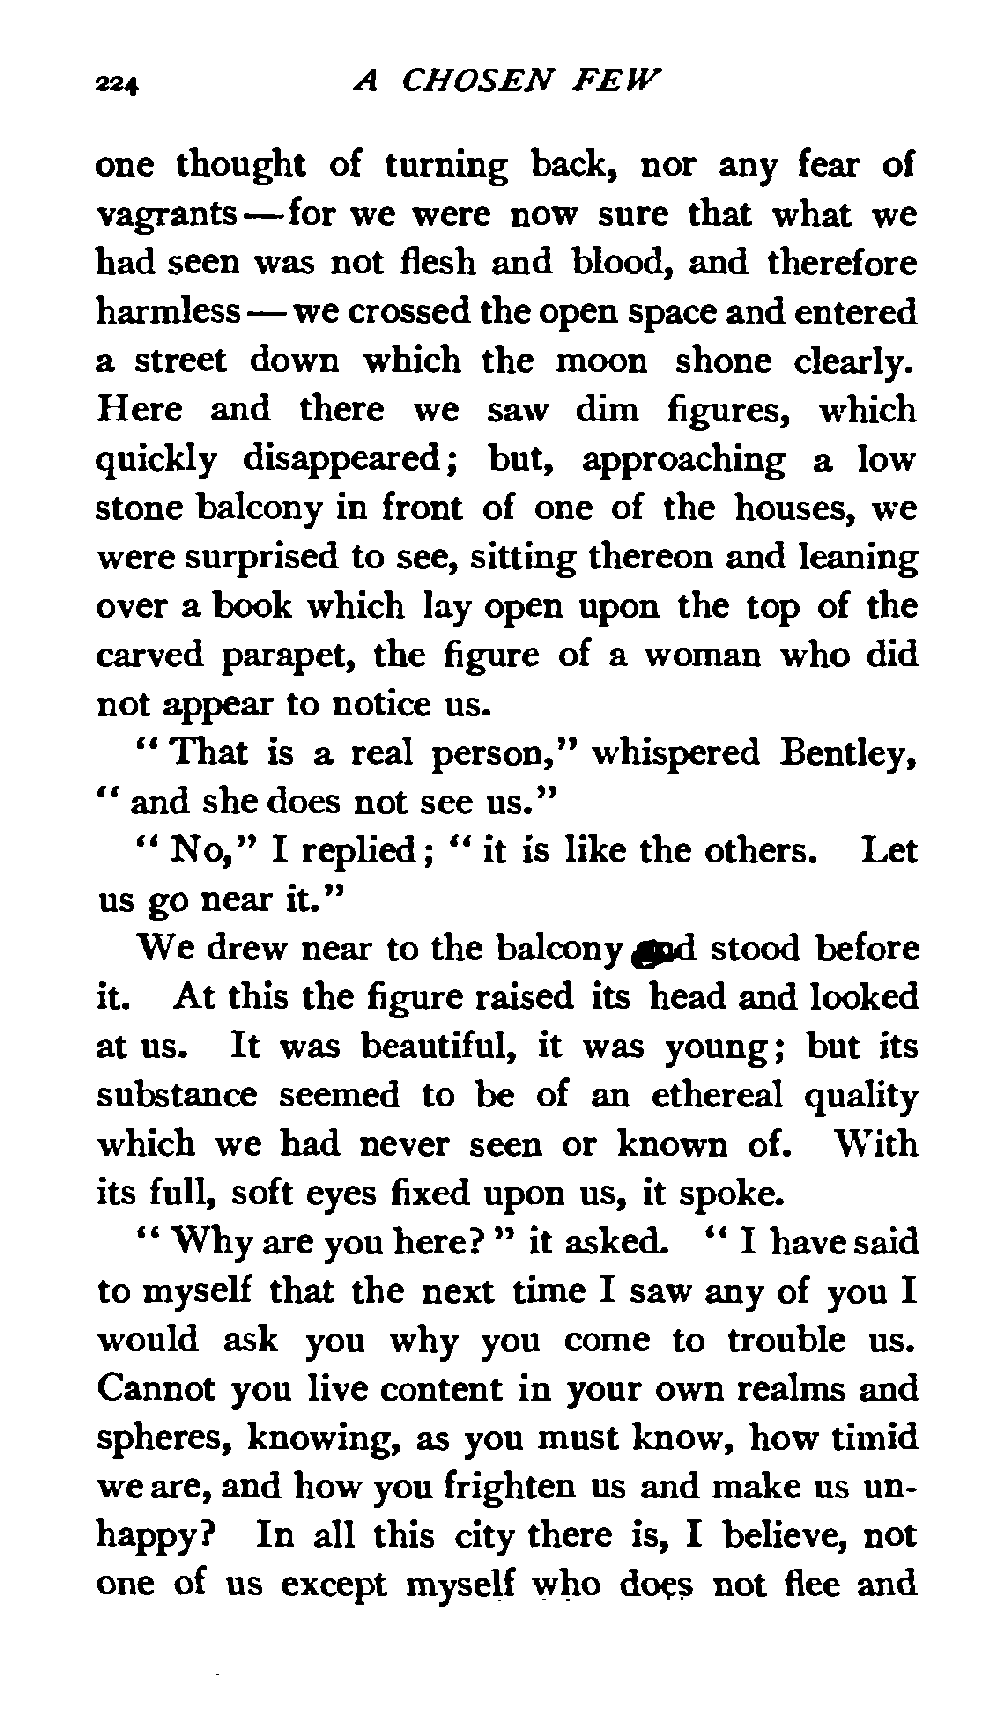 224 A CHOSEN FEW
one thought of turning back, nor any fear of
vagrants—for we were now sure that what we
had seen was not flesh and blood, and therefore
harmless—we crossed the open space and entered
a street down which the moon shone clearly.
Here and there we saw dim figures, which
quickly disappeared; but, approaching a low
stone balcony in front of one of the houses, we
were surprised to see, sitting thereon and leaning
over a book which lay open upon the top of the
carved parapet, the figure of a woman who did
not appear to notice us.
"That is a real person," whispered Bentley,
"and she does not see us."
"No," I replied; "it is like the others. Let
us go near it."
We drew near to the balcony and stood before
it. At this the figure raised its head and looked
at us. It was beautiful, it was young; but its
substance seemed to be of an ethereal quality
which we had never seen or known of. With
its full, soft eyes fixed upon us, it spoke.
"Why are you here?" it asked. "I have said
to myself that the next time I saw any of you I
would ask you why you come to trouble us.
Cannot you live content in your own realms and
spheres, knowing, as you must know, how timid
we are, and how you frighten us and make us un-
happy? In all this city there is, I believe, not
one of us except myself who does not flee and